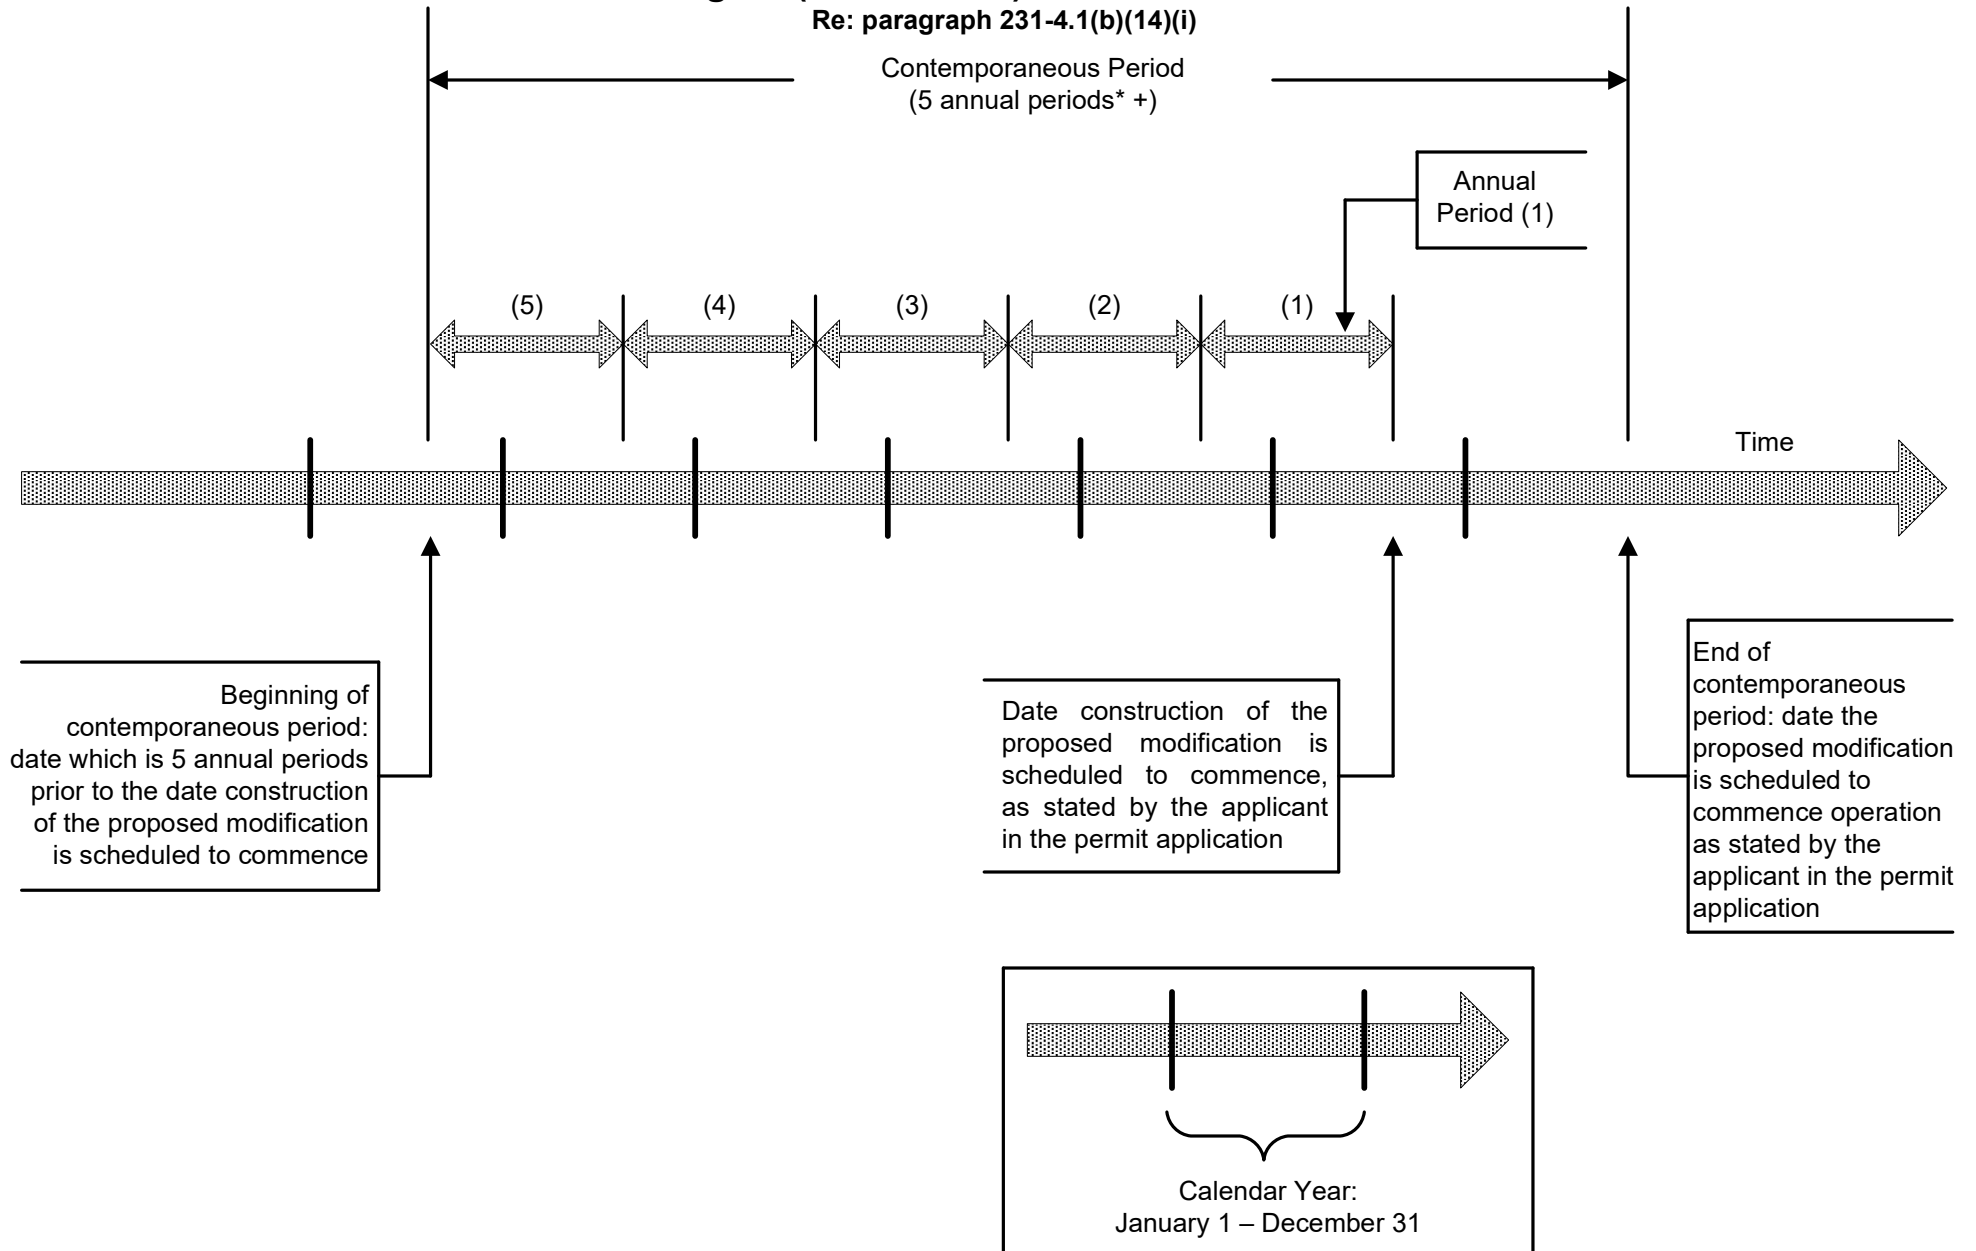 Re: paragraph 231-4.1(b)(14)(i)
Contemporaneous Period
(5 annual periods* +)
Annual
Period (1)
(5)
(4)
(3)
(2)
(1)
Time
Beginning of
contemporaneous period:
date which is 5 annual periods
prior to the date construction
of the proposed modification
is scheduled to commence
Date construction of the
proposed modification is
scheduled to commence,
as stated by the applicant
in the permit application
End of
contemporaneous
period: date the
proposed modification
is scheduled to
commence operation
as stated by the
applicant in the permit
application
Calendar Year:
January 1 – December 31